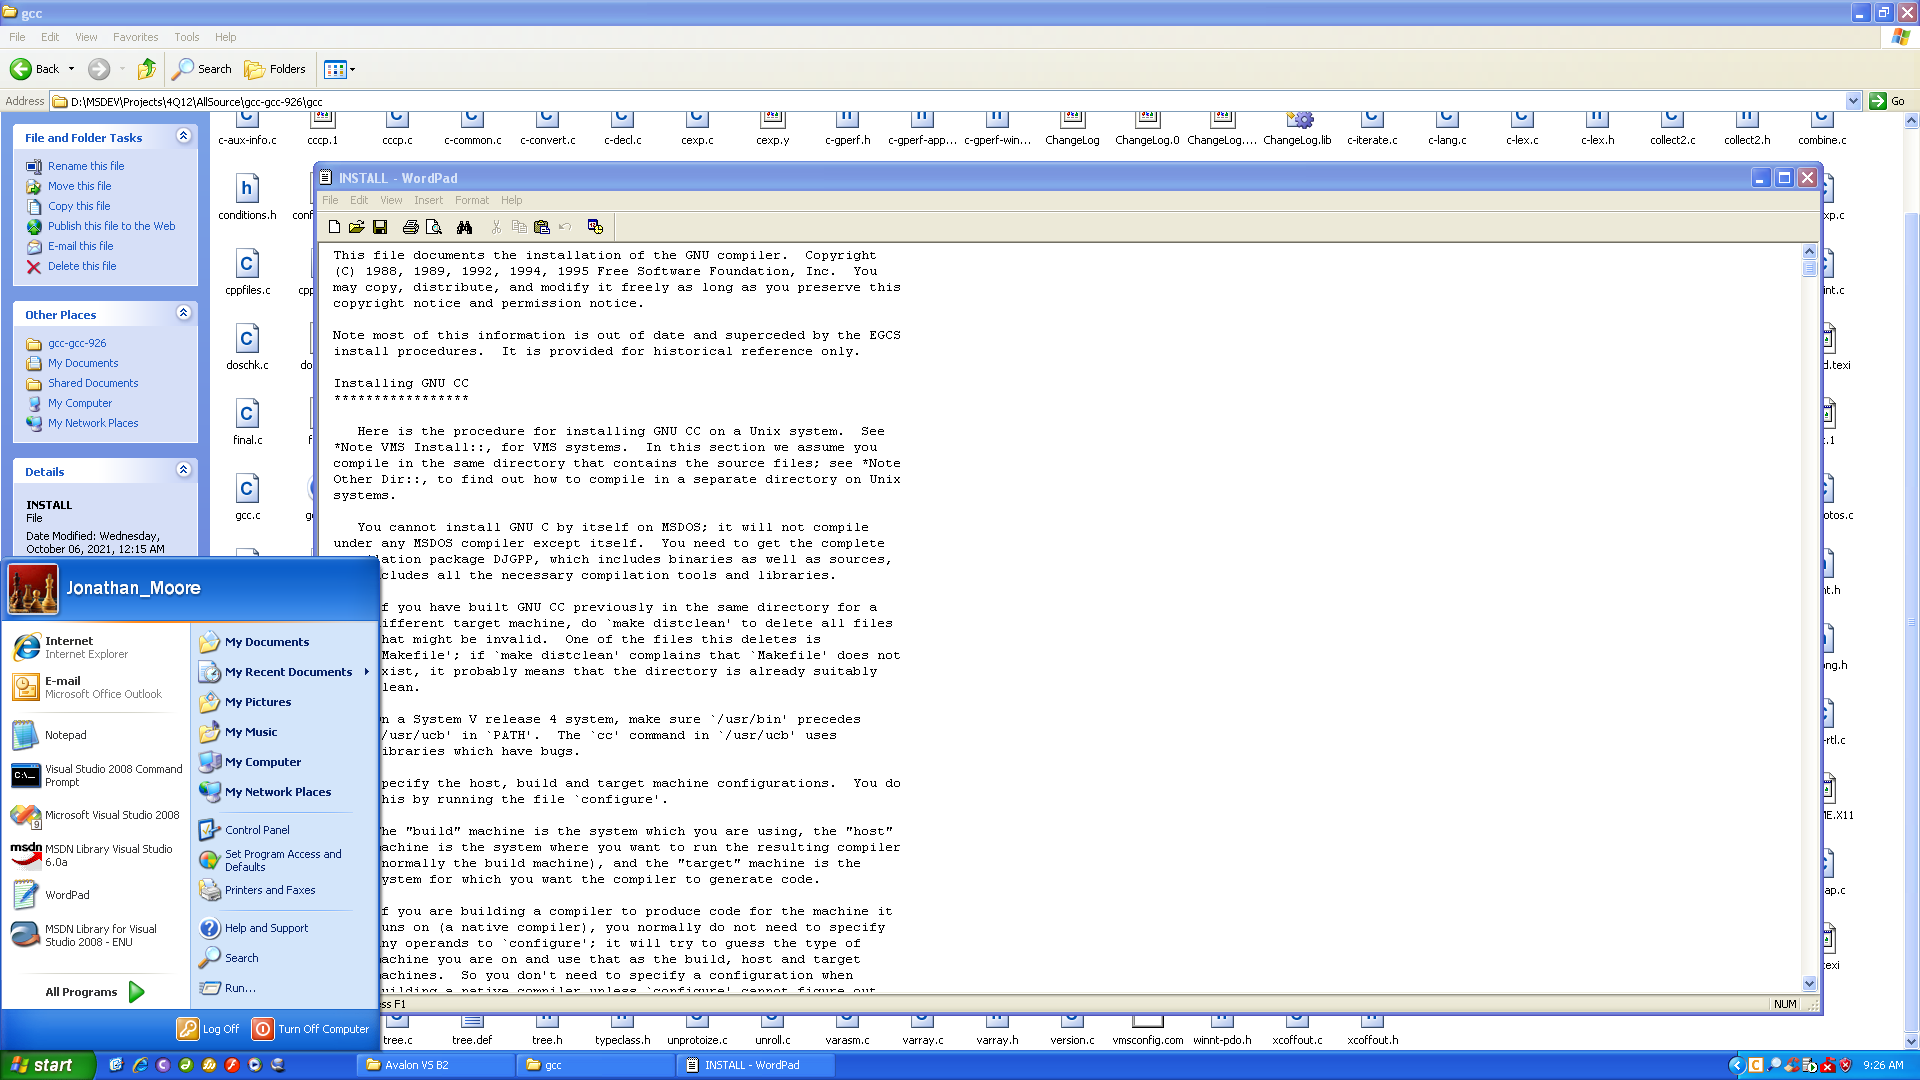 gcc
File Edit View Favorites Tools Help
Back Search Folders
Address D:\MSDEV\Projects\4Q12\AllSource\gcc-gcc-926\gcc Go
File and Folder Tasks
Rename this file
Move this file
Copy this file
Publish this file to the Web
E-mail this file
Delete this file
Other Places
gcc-gcc-926
My Documents
Shared Documents
My Computer
My Network Places
Details
INSTALL
File
Date Modified: Wednesday,
October 06, 2021, 12:15 AM
c-aux-info.c cccp.1 cccp.c c-common.c c-convert.c c-decl.c cexp.c cexp.y c-gperf.h c-gperf-app... c-gperf-win... ChangeLog ChangeLog.0 ChangeLog.... ChangeLog.lib c-iterate.c c-lang.c c-lex.c c-lex.h collect2.c collect2.h combine.c
conditions.h conf xp.c
cppfiles.c cpp int.c
doschk.c do d.texi
final.c f .1
gcc.c g otos.c
nt.h
ong.h
-rtl.c
ME.X11
ap.c
exi
INSTALL - WordPad
File Edit View Insert Format Help
This file documents the installation of the GNU compiler.  Copyright
(C) 1988, 1989, 1992, 1994, 1995 Free Software Foundation, Inc.  You
may copy, distribute, and modify it freely as long as you preserve this
copyright notice and permission notice.
Note most of this information is out of date and superceded by the EGCS
install procedures.  It is provided for historical reference only.
Installing GNU CC
*****************
Here is the procedure for installing GNU CC on a Unix system.  See
*Note VMS Install::, for VMS systems.  In this section we assume you
compile in the same directory that contains the source files; see *Note
Other Dir::, to find out how to compile in a separate directory on Unix
systems.
You cannot install GNU C by itself on MSDOS; it will not compile
under any MSDOS compiler except itself.  You need to get the complete
lation package DJGPP, which includes binaries as well as sources,
cludes all the necessary compilation tools and libraries.
f you have built GNU CC previously in the same directory for a
ifferent target machine, do `make distclean' to delete all files
hat might be invalid.  One of the files this deletes is
Makefile'; if `make distclean' complains that `Makefile' does not
xist, it probably means that the directory is already suitably
lean.
n a System V release 4 system, make sure `/usr/bin' precedes
/usr/ucb' in `PATH'.  The `cc' command in `/usr/ucb' uses
ibraries which have bugs.
pecify the host, build and target machine configurations.  You do
his by running the file `configure'.
he "build" machine is the system which you are using, the "host"
achine is the system where you want to run the resulting compiler
normally the build machine), and the "target" machine is the
ystem for which you want the compiler to generate code.
f you are building a compiler to produce code for the machine it
uns on (a native compiler), you normally do not need to specify
ny operands to `configure'; it will try to guess the type of
achine you are on and use that as the build, host and target
achines.  So you don't need to specify a configuration when
uilding a native compiler unless `configure' cannot figure out
ess F1 NUM
tree.c tree.def tree.h typeclass.h unprotoize.c unroll.c varasm.c varray.c varray.h version.c vmsconfig.com winnt-pdo.h xcoffout.c xcoffout.h
Jonathan_Moore
Internet
Internet Explorer
E-mail
Microsoft Office Outlook
Notepad
Visual Studio 2008 Command
Prompt
Microsoft Visual Studio 2008
MSDN Library Visual Studio
6.0a
WordPad
MSDN Library for Visual
Studio 2008 - ENU
All Programs
My Documents
My Recent Documents
My Pictures
My Music
My Computer
My Network Places
Control Panel
Set Program Access and
Defaults
Printers and Faxes
Help and Support
Search
Run...
Log Off Turn Off Computer
start Avalon VS B2 gcc INSTALL - WordPad 9:26 AM